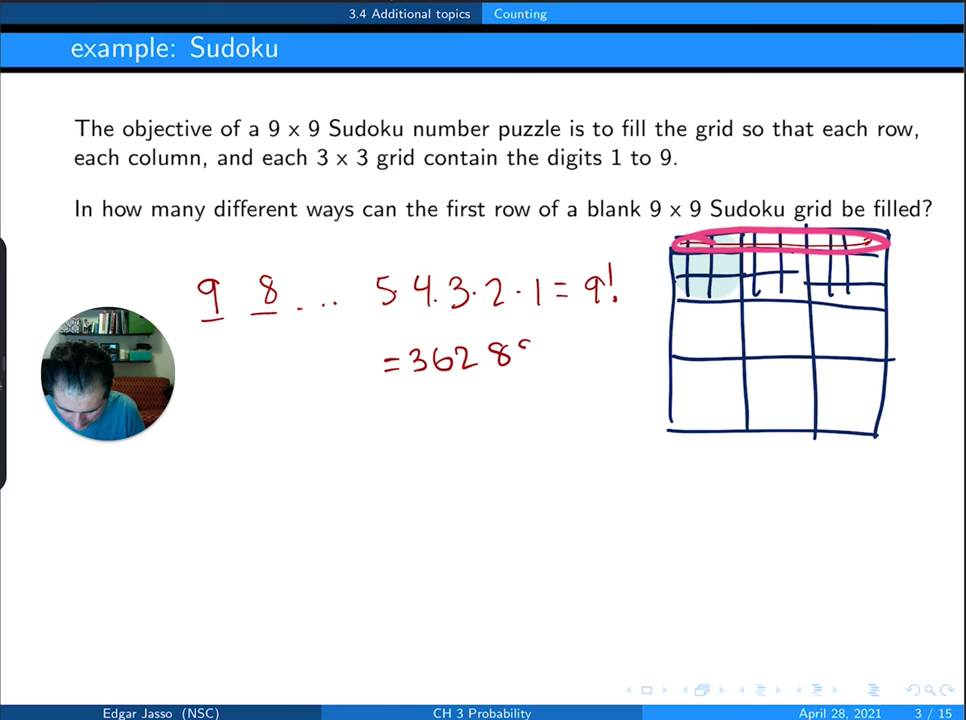 3.4 Additional topics Counting
example: Sudoku
The objective of a 9 × 9 Sudoku number puzzle is to fill the grid so that each row,
each column, and each 3 × 3 grid contain the digits 1 to 9.
In how many different ways can the first row of a blank 9 × 9 Sudoku grid be filled?
9 8 ... 5·4·3·2·1 = 9!
= 3628
Edgar Jasso (NSC) CH 3 Probability April 28, 2021 3 / 15